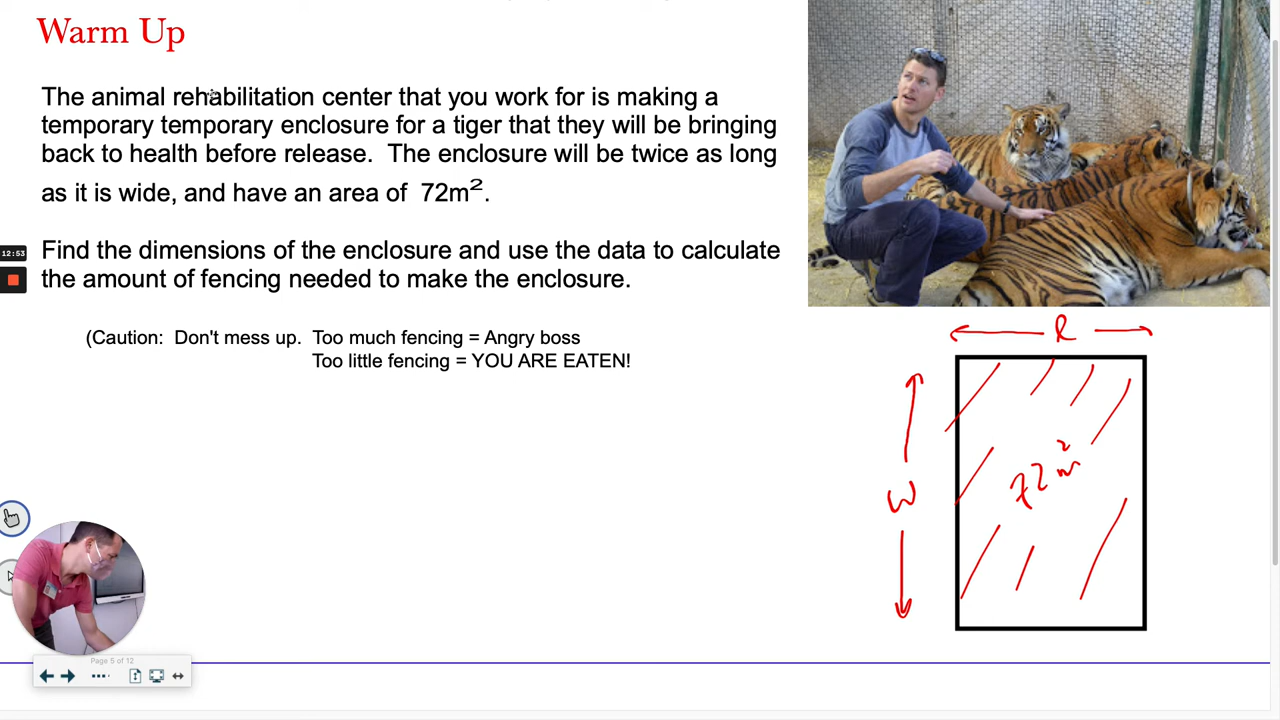 Warm Up
The animal rehabilitation center that you work for is making a
temporary temporary enclosure for a tiger that they will be bringing
back to health before release.  The enclosure will be twice as long
as it is wide, and have an area of  72m².
Find the dimensions of the enclosure and use the data to calculate
the amount of fencing needed to make the enclosure.
12:53
(Caution:  Don't mess up.  Too much fencing = Angry boss
Too little fencing = YOU ARE EATEN!
l
72 m²
W
Page 5 of 12